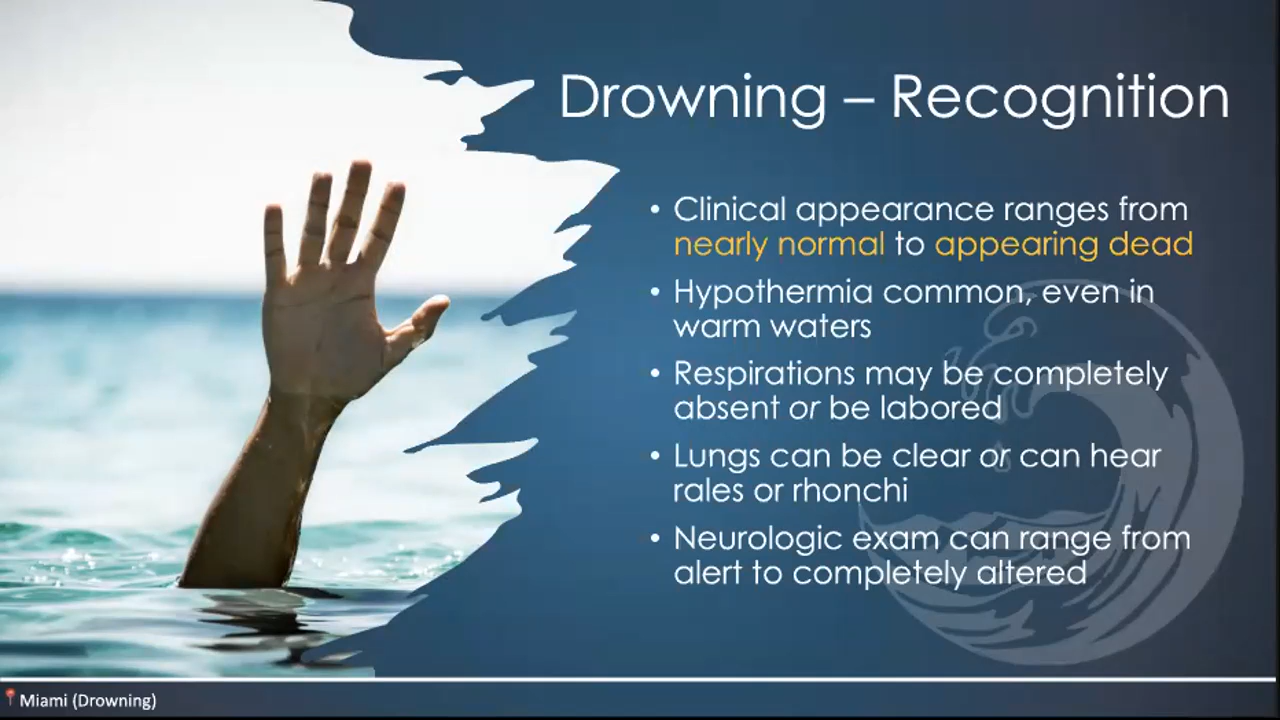 Drowning – Recognition
• Clinical appearance ranges from
nearly normal to appearing dead
• Hypothermia common, even in
warm waters
• Respirations may be completely
absent or be labored
• Lungs can be clear or can hear
rales or rhonchi
• Neurologic exam can range from
alert to completely altered
📍Miami (Drowning)